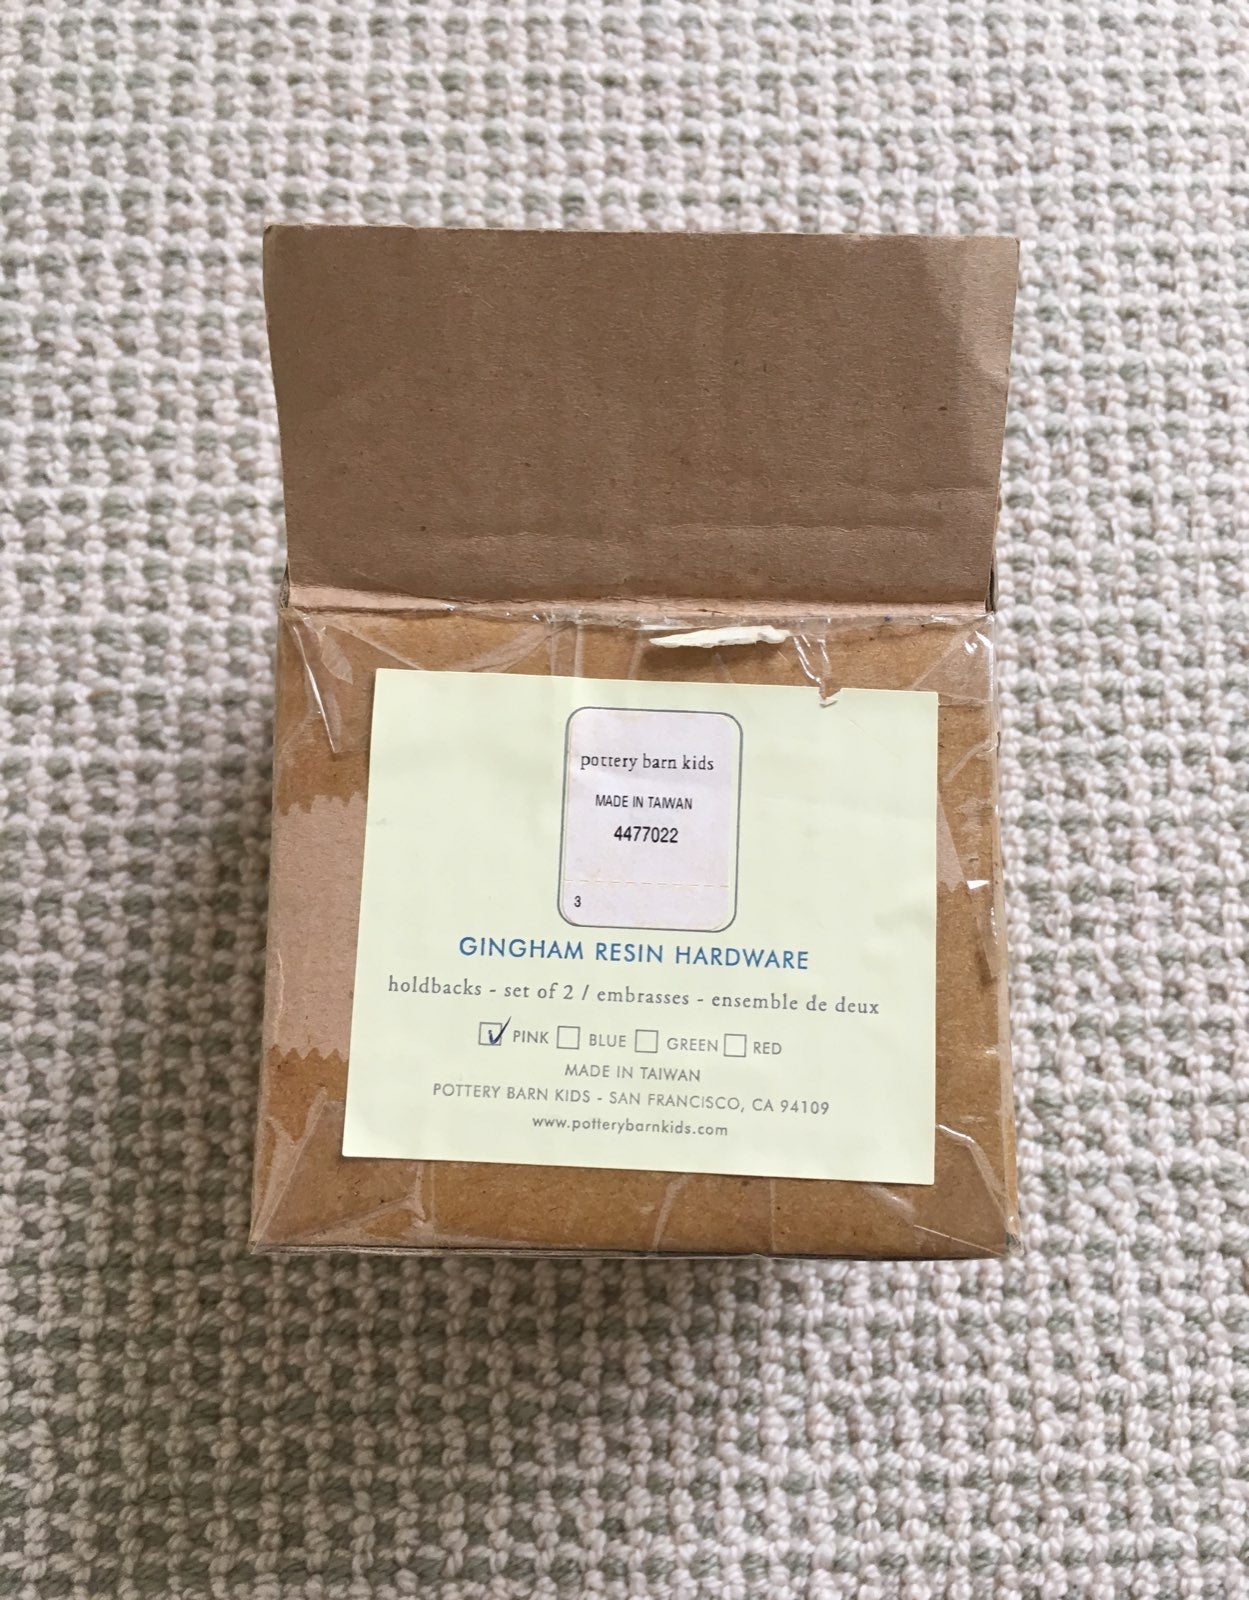 pottery barn kids
MADE IN TAIWAN
4477022
3
GINGHAM RESIN HARDWARE
holdbacks - set of 2 / embrasses - ensemble de deux
PINK BLUE GREEN RED
MADE IN TAIWAN
POTTERY BARN KIDS - SAN FRANCISCO, CA 94109
www.potterybarnkids.com